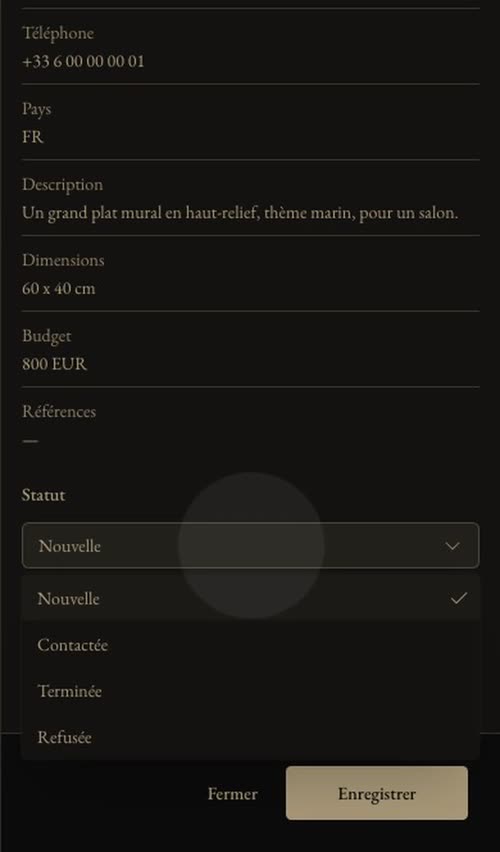 Téléphone
+33 6 00 00 00 01
Pays
FR
Description
Un grand plat mural en haut-relief, thème marin, pour un salon.
Dimensions
60 x 40 cm
Budget
800 EUR
Références
—
Statut
Nouvelle
Nouvelle
Contactée
Terminée
Refusée
Fermer Enregistrer